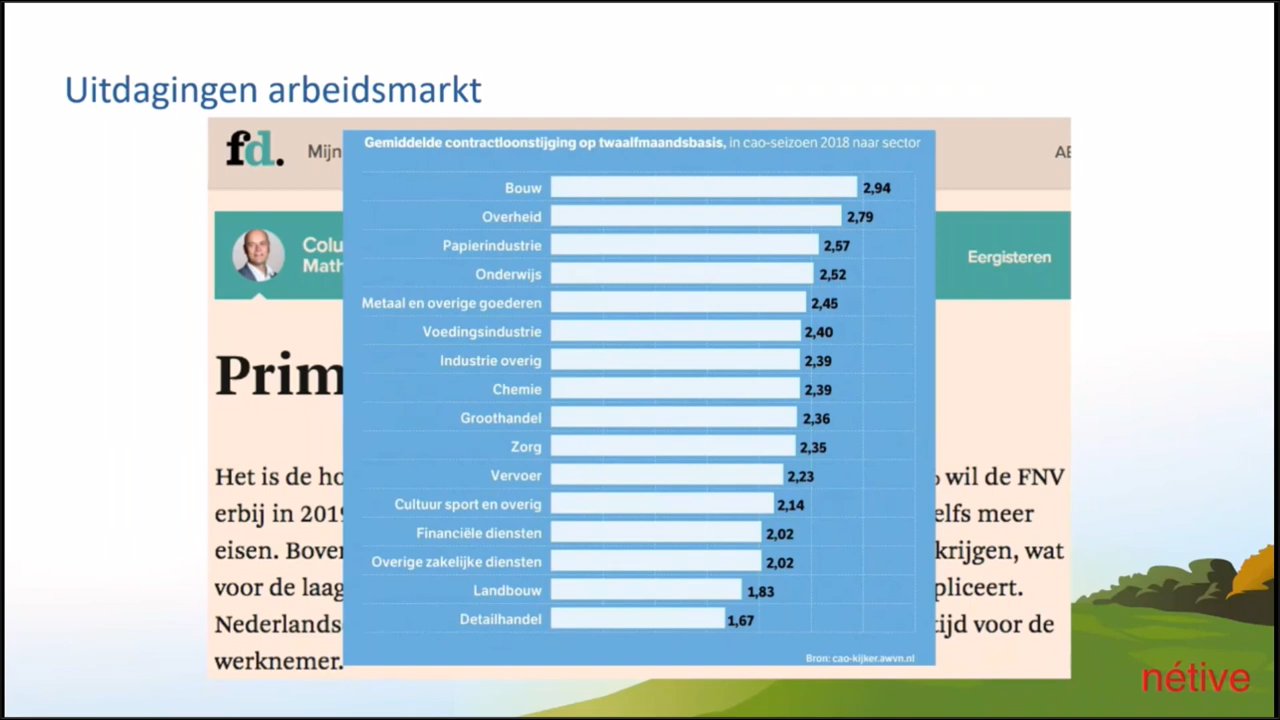 Uitdagingen arbeidsmarkt
fd.
Mijn
Gemiddelde contractloonstijging op twaalfmaandsbasis, in cao-seizoen 2018 naar sector
Bouw 2,94
Overheid 2,79
Papierindustrie 2,57
Onderwijs 2,52
Metaal en overige goederen 2,45
Voedingsindustrie 2,40
Industrie overig 2,39
Chemie 2,39
Groothandel 2,36
Zorg 2,35
Vervoer 2,23
Cultuur sport en overig 2,14
Financiële diensten 2,02
Overige zakelijke diensten 2,02
Landbouw 1,83
Detailhandel 1,67
Bron: cao-kijker.awvn.nl
Colu
Math
Eergisteren
Prim
Het is de ho
wil de FNV
erbij in 2019
elfs meer
eisen. Bover
krijgen, wat
voor de laag
pliceert.
Nederlands
tijd voor de
werknemer.
nétive